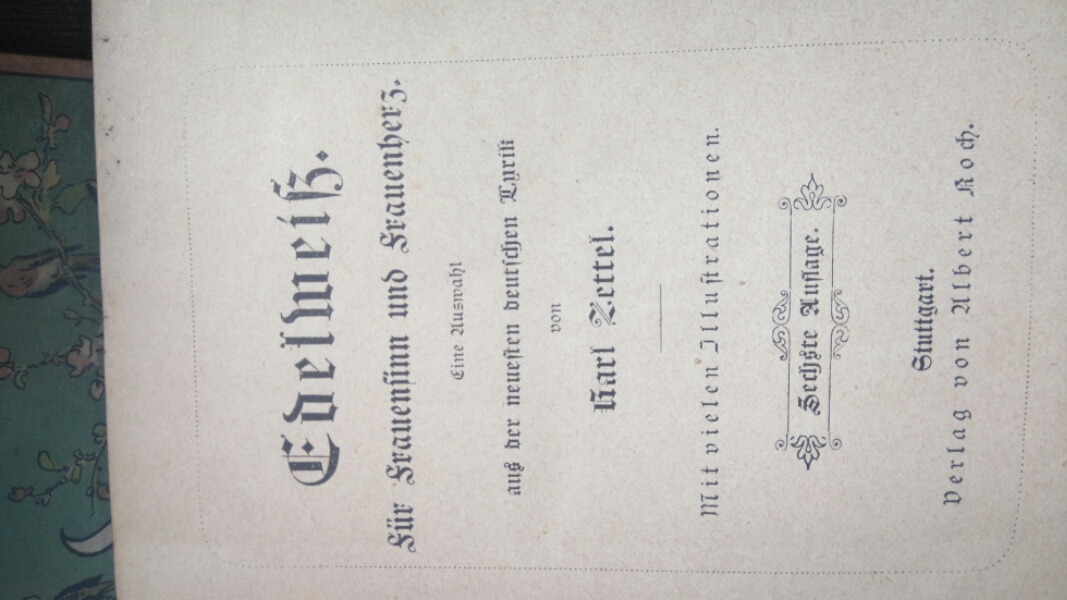 Edelweiß.
Für Frauensinn und Frauenherz.
Eine Auswahl
aus der neuesten deutschen Lyrik
von
Karl Zettel.
Mit vielen Illustrationen.
Sechste Auflage.
Stuttgart.
Verlag von Albert Koch.